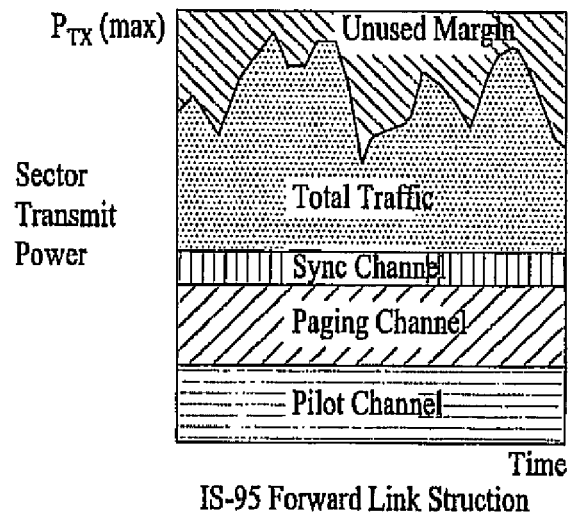 P_TX (max)
Unused Margin
Sector
Transmit
Power
Total Traffic
Sync Channel
Paging Channel
Pilot Channel
Time
IS-95 Forward Link Struction